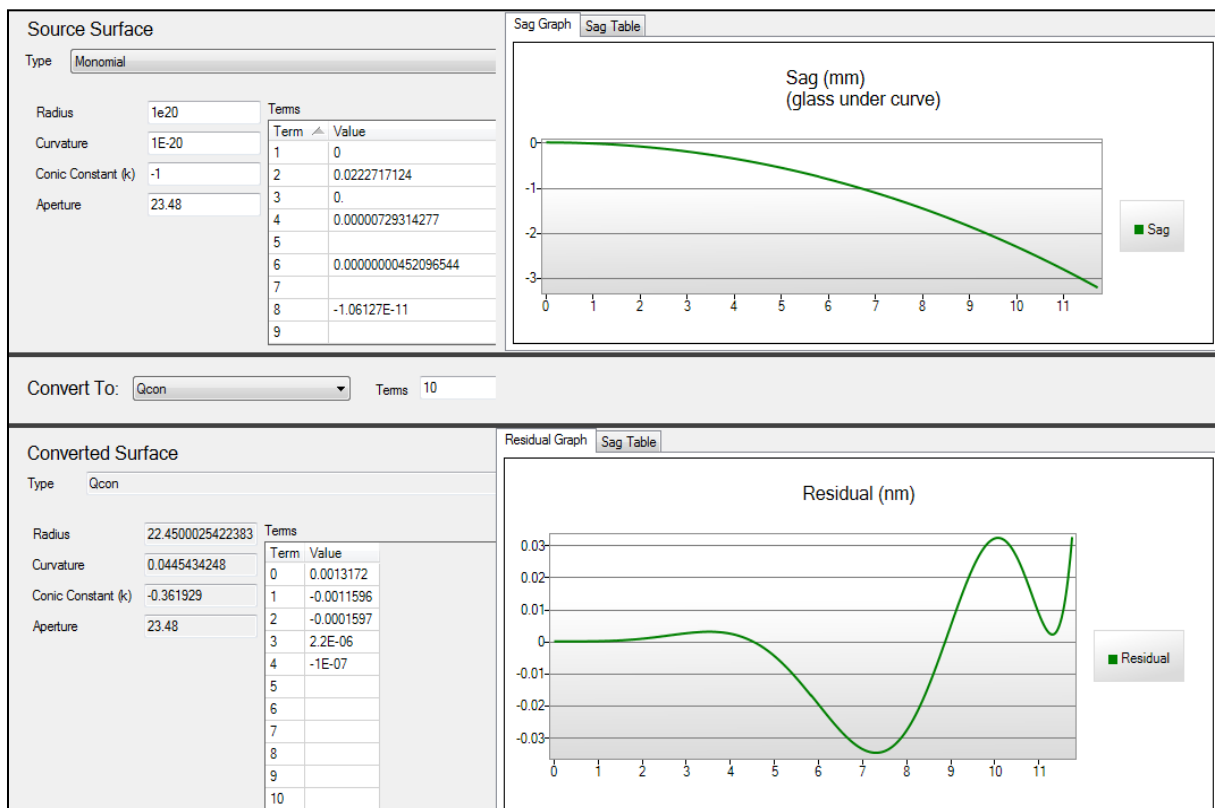 Source Surface
Type Monomial
Radius 1e20
Curvature 1E-20
Conic Constant (k) -1
Aperture 23.48
Terms
Term Value
1 0
2 0.0222717124
3 0.
4 0.00000729314277
5
6 0.00000000452096544
7
8 -1.06127E-11
9
Sag Graph Sag Table
Sag (mm)
(glass under curve)
0
-1
-2
-3
0 1 2 3 4 5 6 7 8 9 10 11
Sag
Convert To: Qcon Terms 10
Converted Surface
Type Qcon
Radius 22.4500025422383
Curvature 0.0445434248
Conic Constant (k) -0.361929
Aperture 23.48
Terms
Term Value
0 0.0013172
1 -0.0011596
2 -0.0001597
3 2.2E-06
4 -1E-07
5
6
7
8
9
10
Residual Graph Sag Table
Residual (nm)
0.03
0.02
0.01
0
-0.01
-0.02
-0.03
0 1 2 3 4 5 6 7 8 9 10 11
Residual